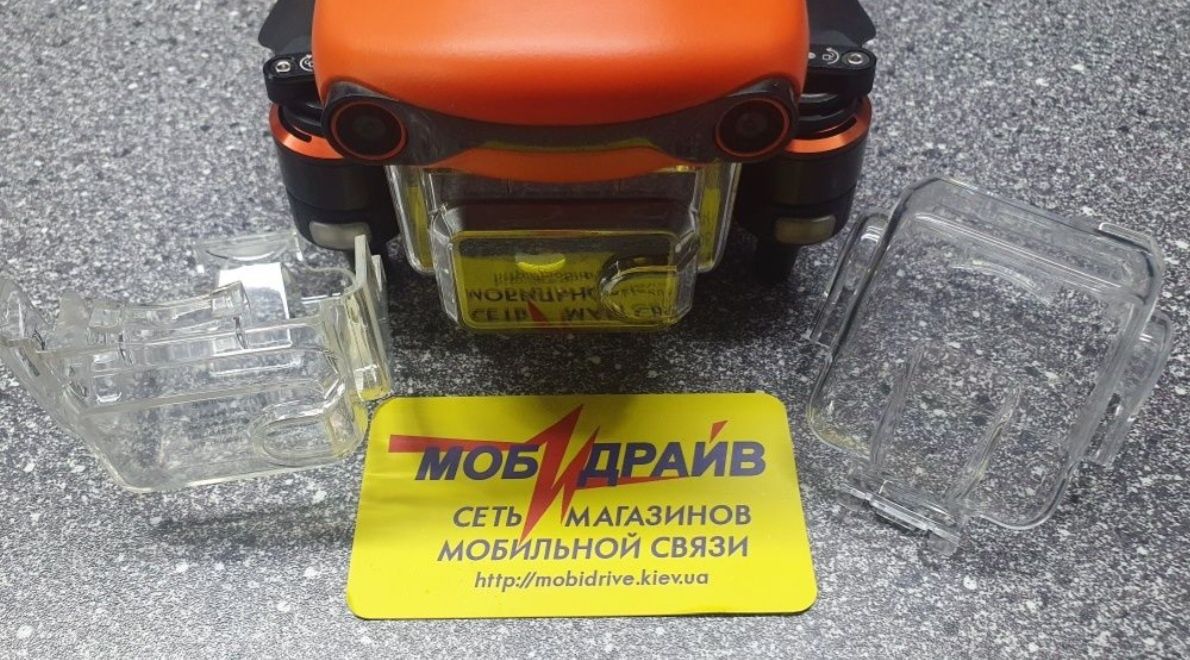 МОБИДРАЙВ
СЕТЬ МАГАЗИНОВ
МОБИЛЬНОЙ СВЯЗИ
http://mobidrive.kiev.ua